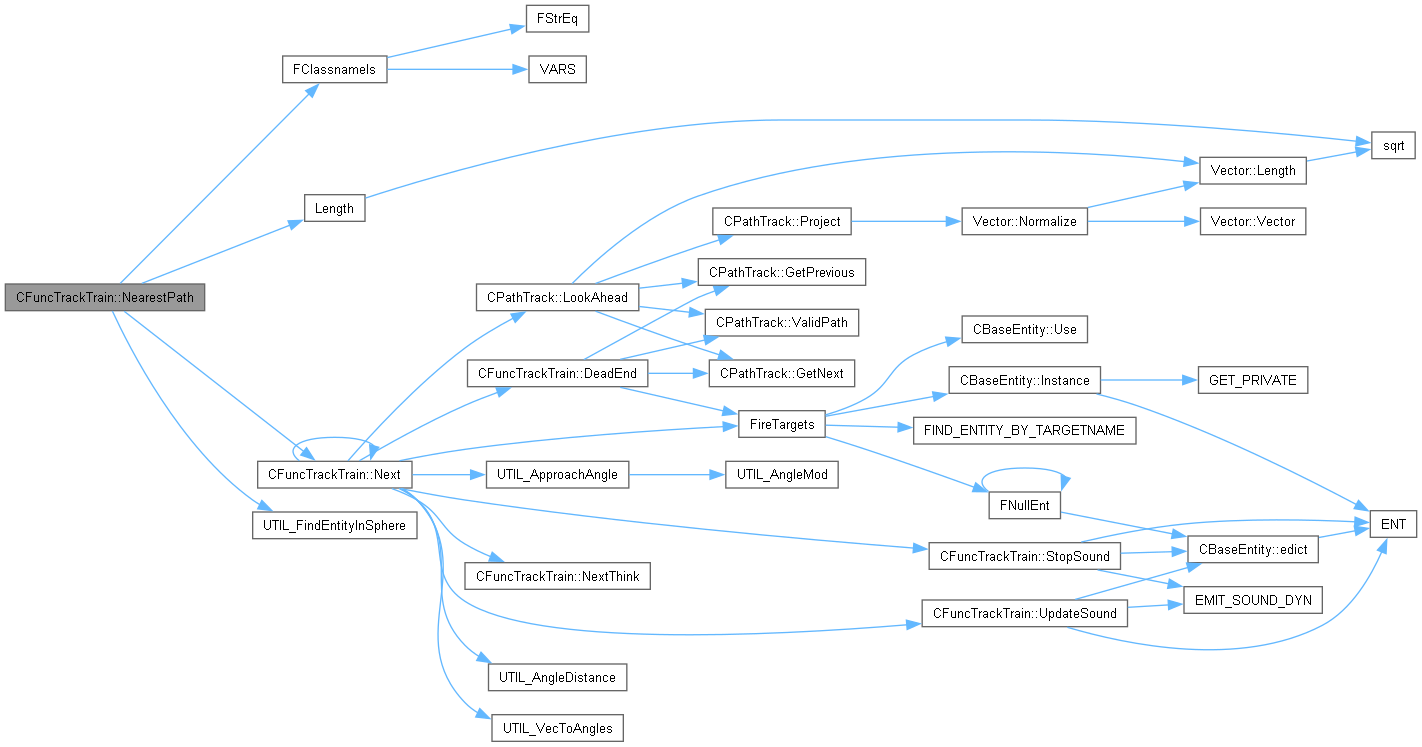 FStrEq
FClassnameIs
VARS
sqrt
Vector::Length
Length
CPathTrack::Project
Vector::Normalize
Vector::Vector
CPathTrack::GetPrevious
CFuncTrackTrain::NearestPath
CPathTrack::LookAhead
CPathTrack::ValidPath
CBaseEntity::Use
CFuncTrackTrain::DeadEnd
CPathTrack::GetNext
CBaseEntity::Instance
GET_PRIVATE
FireTargets
FIND_ENTITY_BY_TARGETNAME
CFuncTrackTrain::Next
UTIL_ApproachAngle
UTIL_AngleMod
FNullEnt
UTIL_FindEntityInSphere
ENT
CFuncTrackTrain::StopSound
CBaseEntity::edict
CFuncTrackTrain::NextThink
EMIT_SOUND_DYN
CFuncTrackTrain::UpdateSound
UTIL_AngleDistance
UTIL_VecToAngles